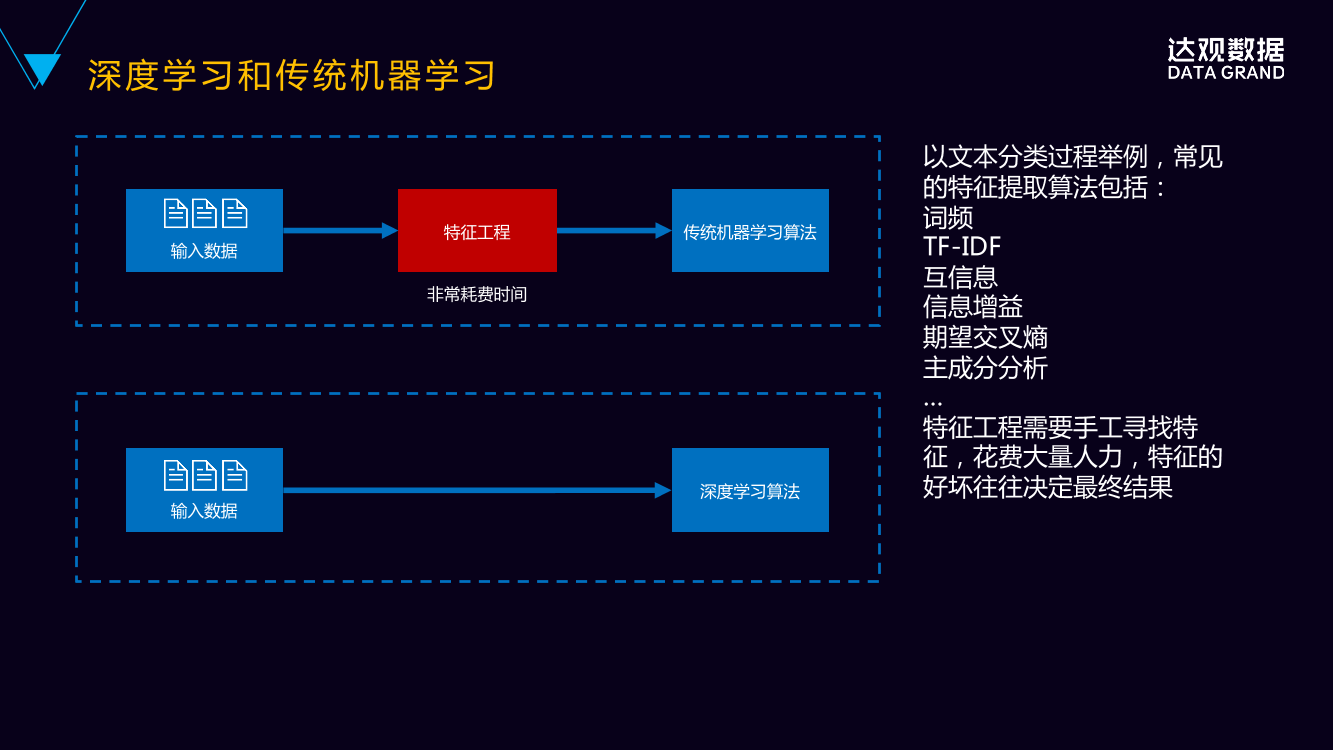 深度学习和传统机器学习
达观数据
DATA GRAND
输入数据
特征工程
传统机器学习算法
非常耗费时间
输入数据
深度学习算法
以文本分类过程举例，常见
的特征提取算法包括：
词频
TF-IDF
互信息
信息增益
期望交叉熵
主成分分析
…
特征工程需要手工寻找特
征，花费大量人力，特征的
好坏往往决定最终结果